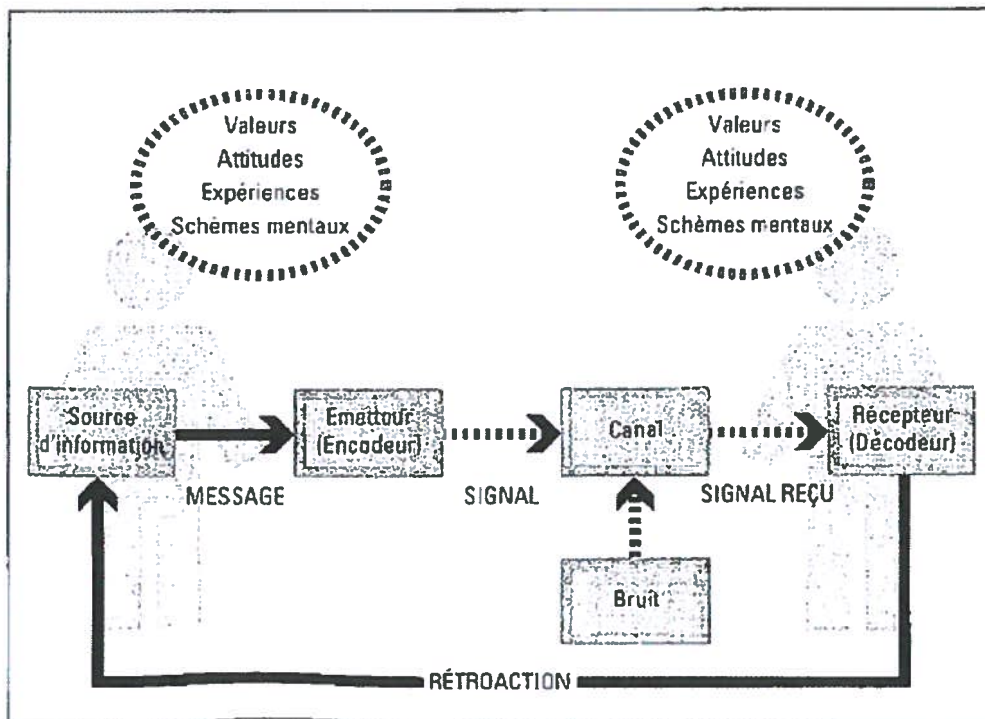 Valeurs
Attitudes
Expériences
Schèmes mentaux
Valeurs
Attitudes
Expériences
Schèmes mentaux
Source
d'information
Emettour
(Encodeur)
Canal
Récepteur
(Décodeur)
MESSAGE
SIGNAL
SIGNAL REÇU
Bruit
RÉTROACTION